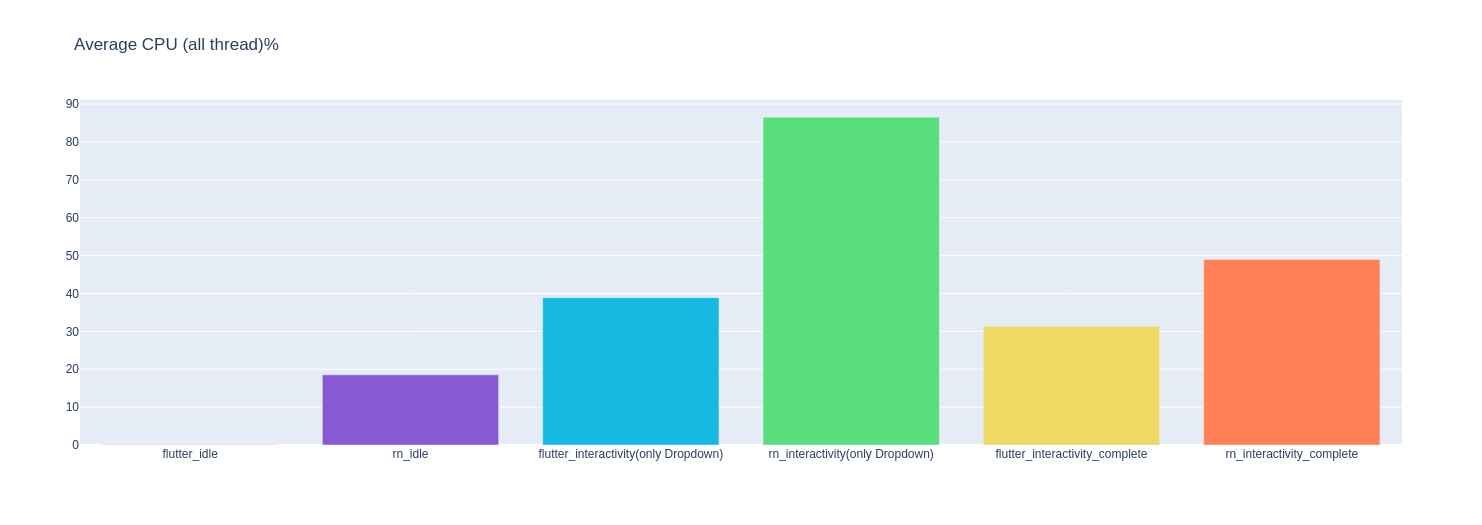 Average CPU (all thread)%
90
80
70
60
50
40
30
20
10
0
flutter_idle
rn_idle
flutter_interactivity(only Dropdown)
rn_interactivity(only Dropdown)
flutter_interactivity_complete
rn_interactivity_complete